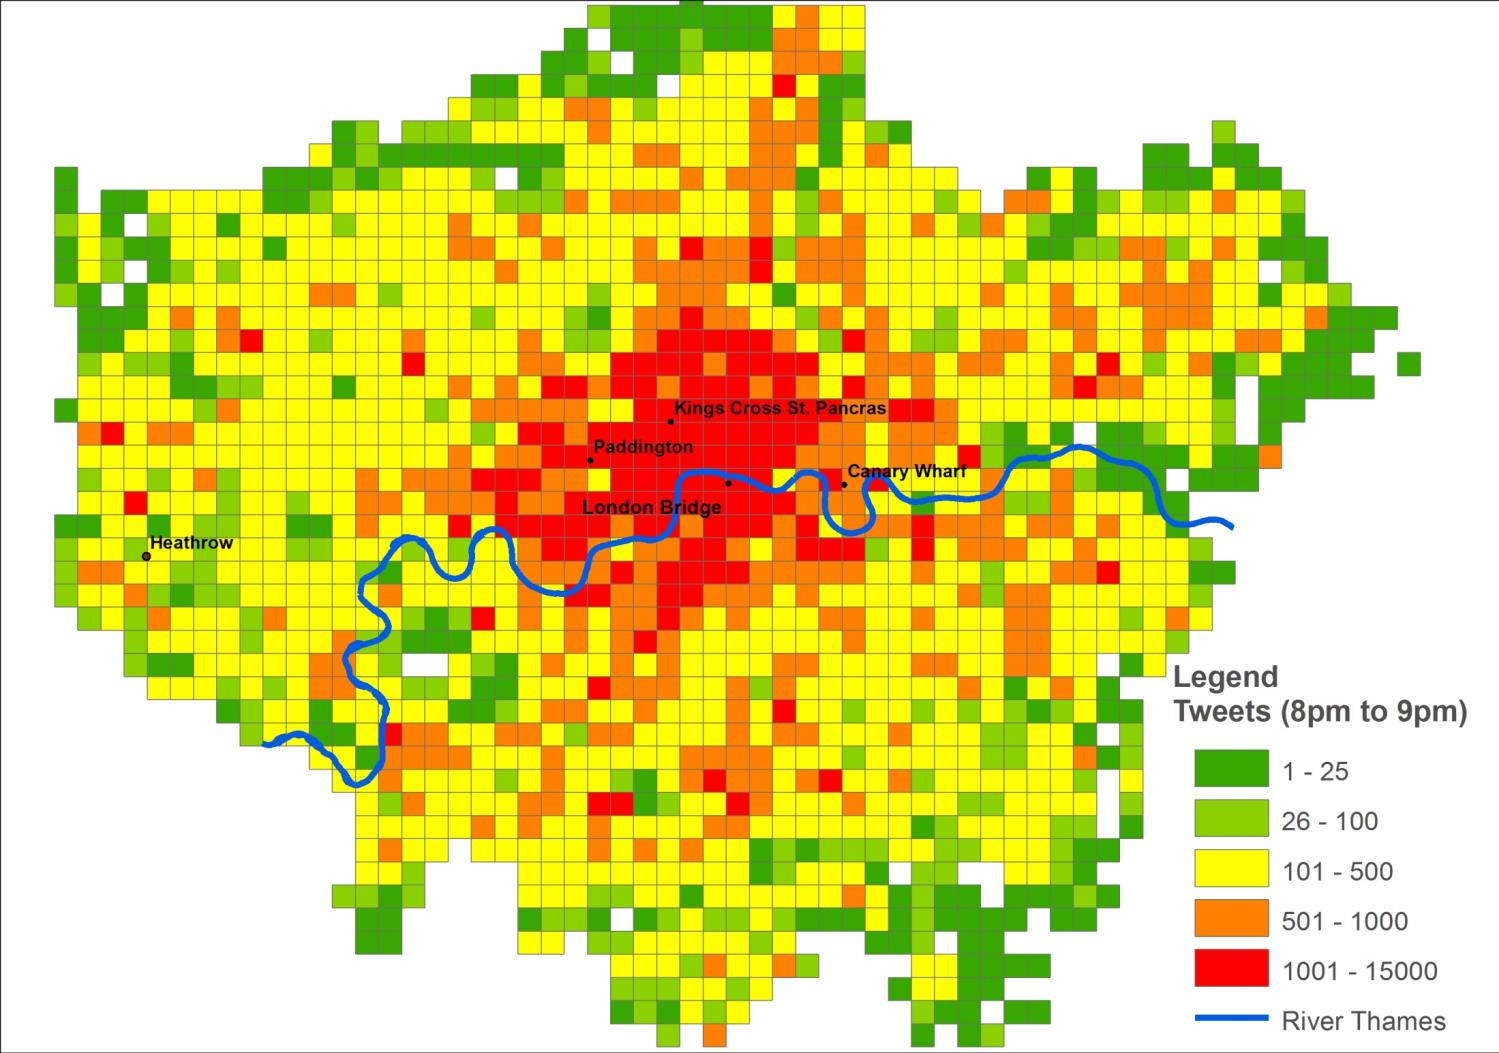 Kings Cross St. Pancras
Paddington
Canary Wharf
London Bridge
Heathrow
Legend
Tweets (8pm to 9pm)
1 - 25
26 - 100
101 - 500
501 - 1000
1001 - 15000
River Thames